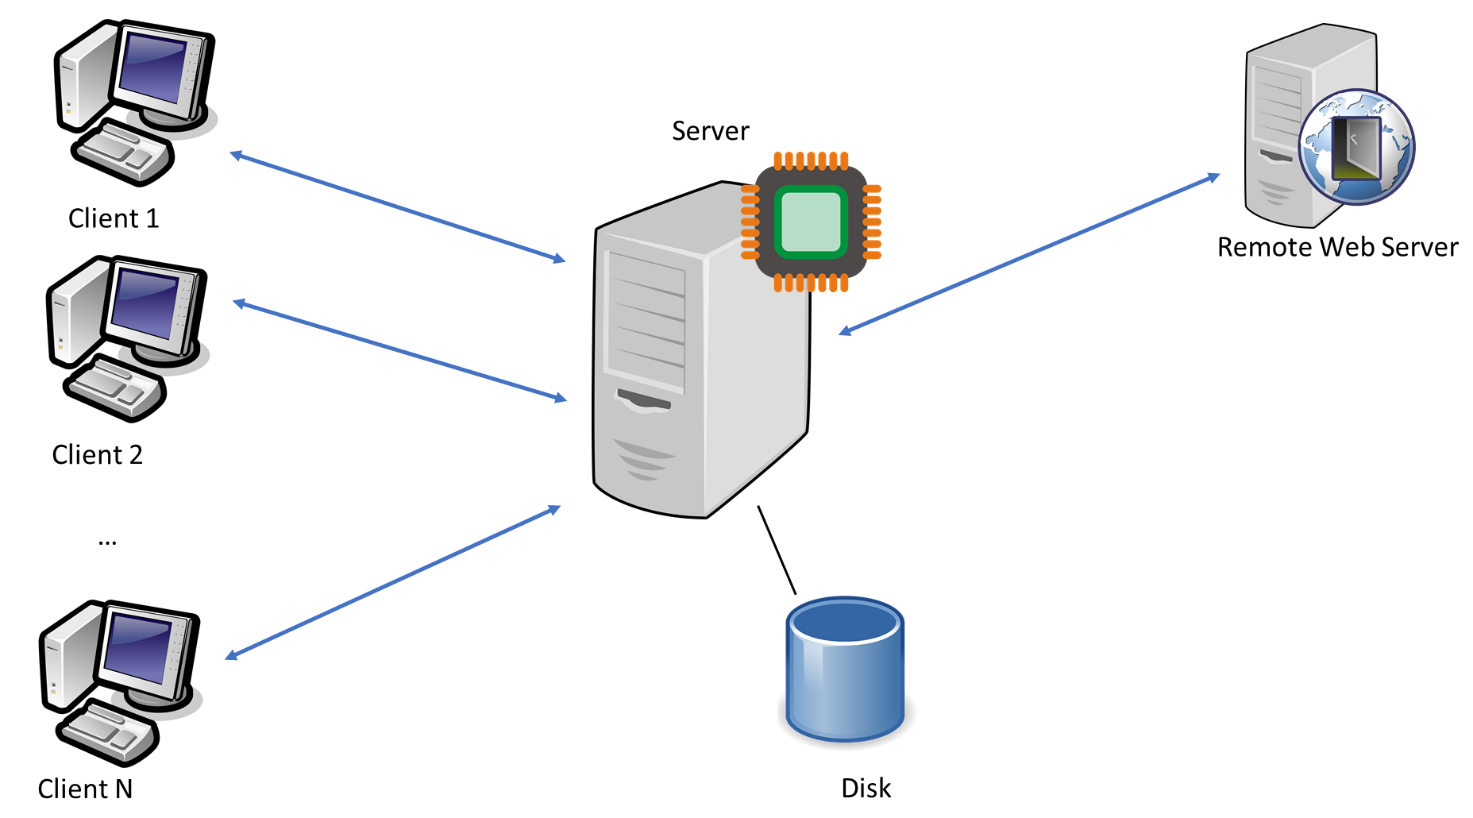 Server
Client 1
Remote Web Server
Client 2
...
Client N
Disk